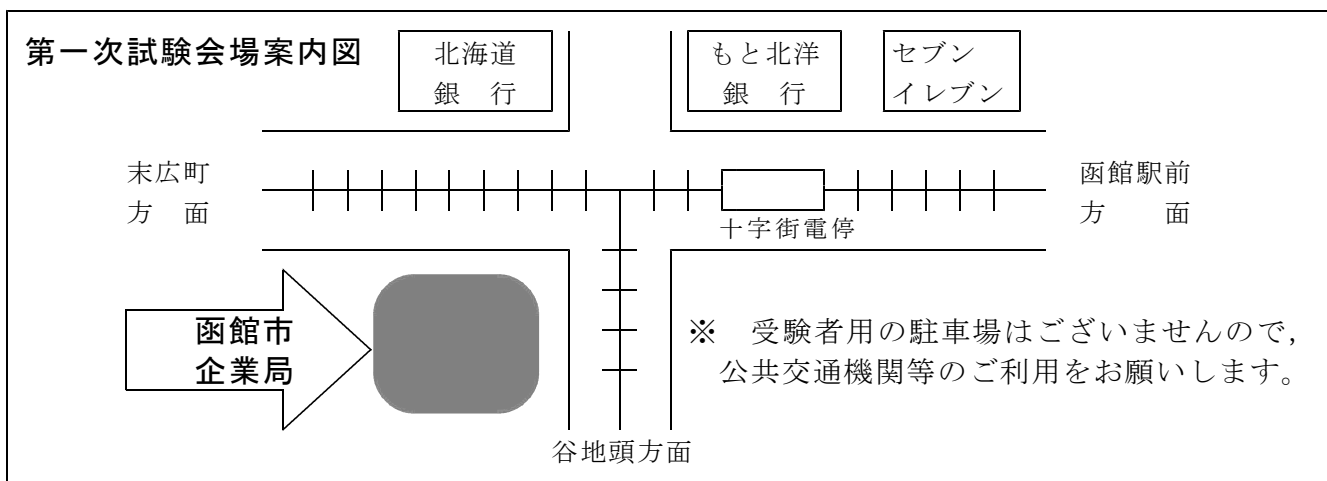 第一次試験会場案内図
北海道
銀　行
もと北洋
銀　行
セブン
イレブン
末広町
方　面
函館駅前
方　　面
十字街電停
函館市
企業局
※　受験者用の駐車場はございませんので，
公共交通機関等のご利用をお願いします。
谷地頭方面